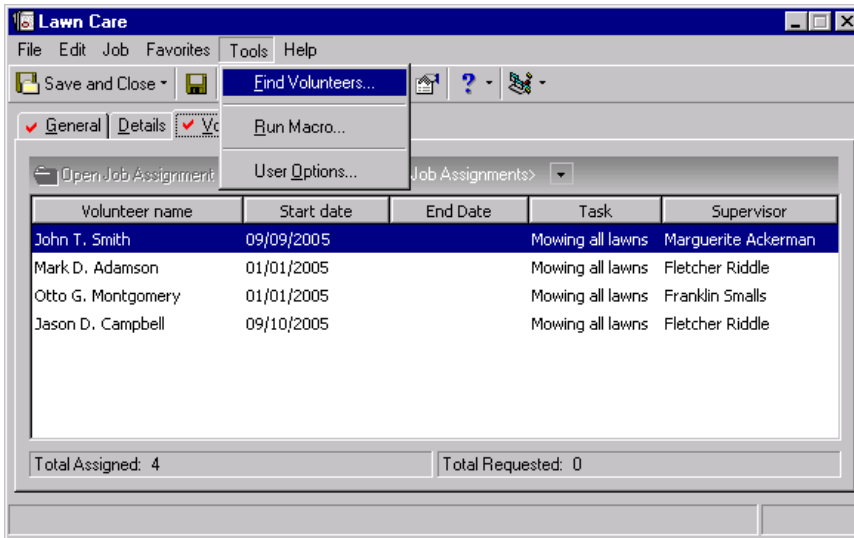 Lawn Care
File Edit Job Favorites Tools Help
Save and Close Find Volunteers... ?
General Details Vo Run Macro...
Open Job Assignment User Options... Job Assignments>
Volunteer name Start date End Date Task Supervisor
John T. Smith 09/09/2005 Mowing all lawns Marguerite Ackerman
Mark D. Adamson 01/01/2005 Mowing all lawns Fletcher Riddle
Otto G. Montgomery 01/01/2005 Mowing all lawns Franklin Smalls
Jason D. Campbell 09/10/2005 Mowing all lawns Fletcher Riddle
Total Assigned: 4 Total Requested: 0